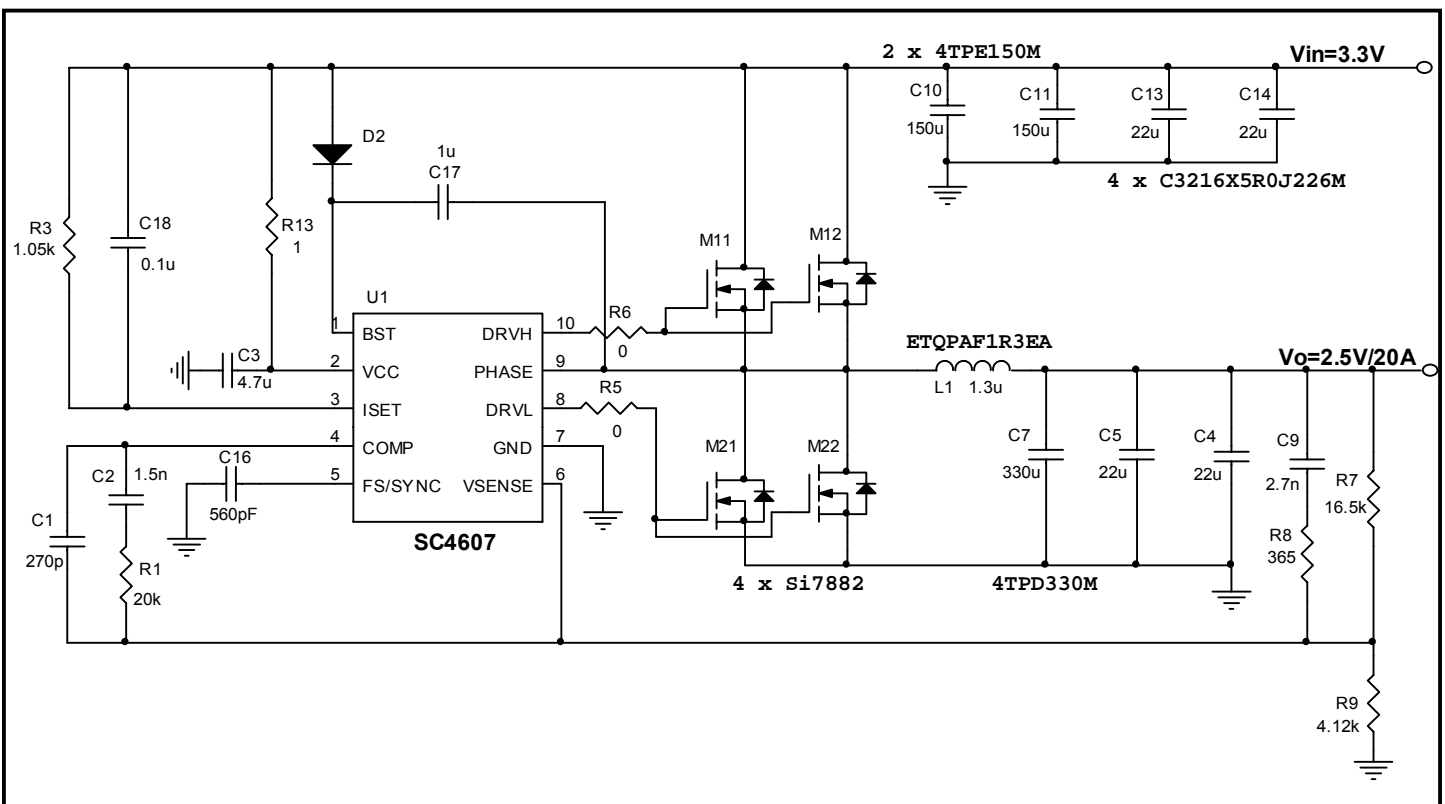 2 x 4TPE150M
Vin=3.3V
C10
150u
C11
150u
C13
22u
C14
22u
4 x C3216X5R0J226M
D2
1u
C17
R3
1.05k
C18
0.1u
R13
1
M11
M12
U1
R6
0
1
BST
DRVH
10
2
VCC
PHASE
9
3
ISET
DRVL
8
4
COMP
GND
7
5
FS/SYNC
VSENSE
6
SC4607
C3
4.7u
R5
0
ETQPAF1R3EA
L1 1.3u
Vo=2.5V/20A
C2
1.5n
C16
560pF
C1
270p
R1
20k
M21
M22
C7
330u
C5
22u
C4
22u
C9
2.7n
R7
16.5k
R8
365
4 x Si7882
4TPD330M
R9
4.12k